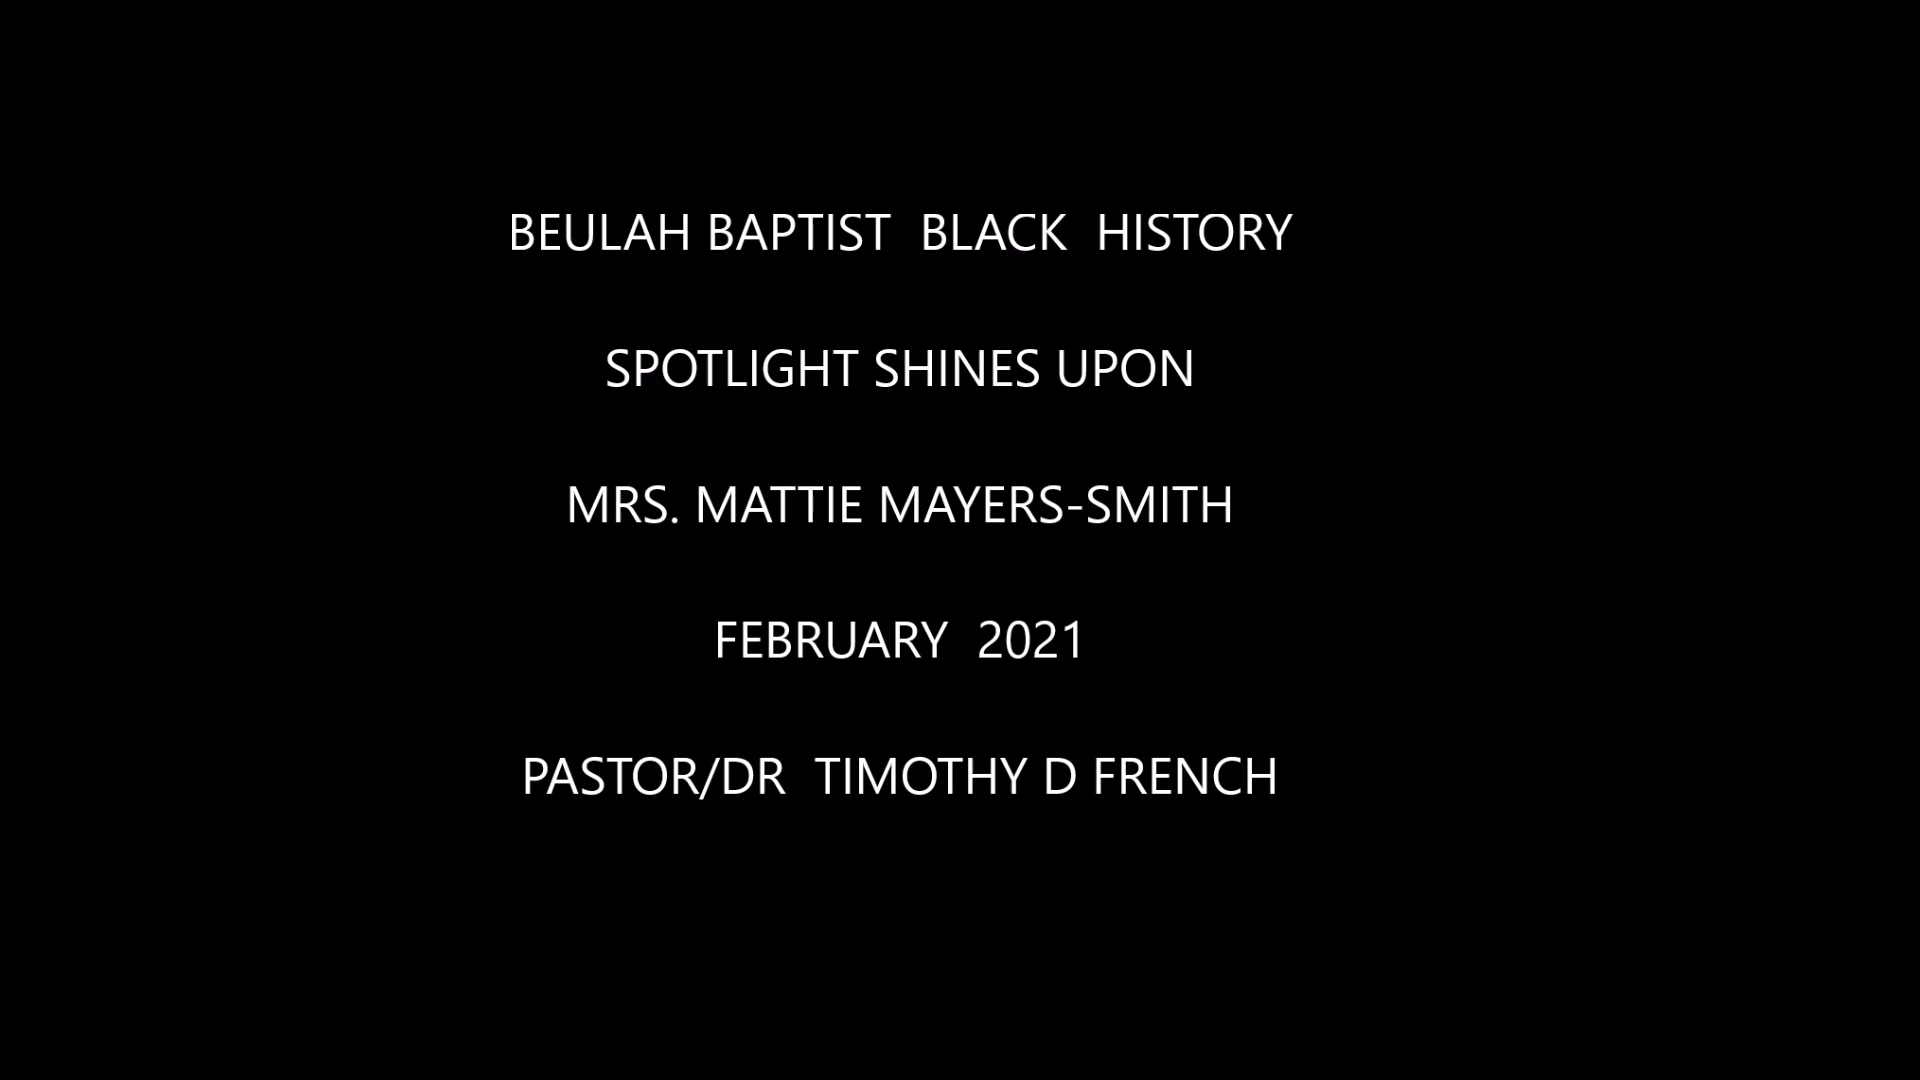 BEULAH BAPTIST  BLACK  HISTORY
SPOTLIGHT SHINES UPON
MRS. MATTIE MAYERS-SMITH
FEBRUARY  2021
PASTOR/DR  TIMOTHY D FRENCH